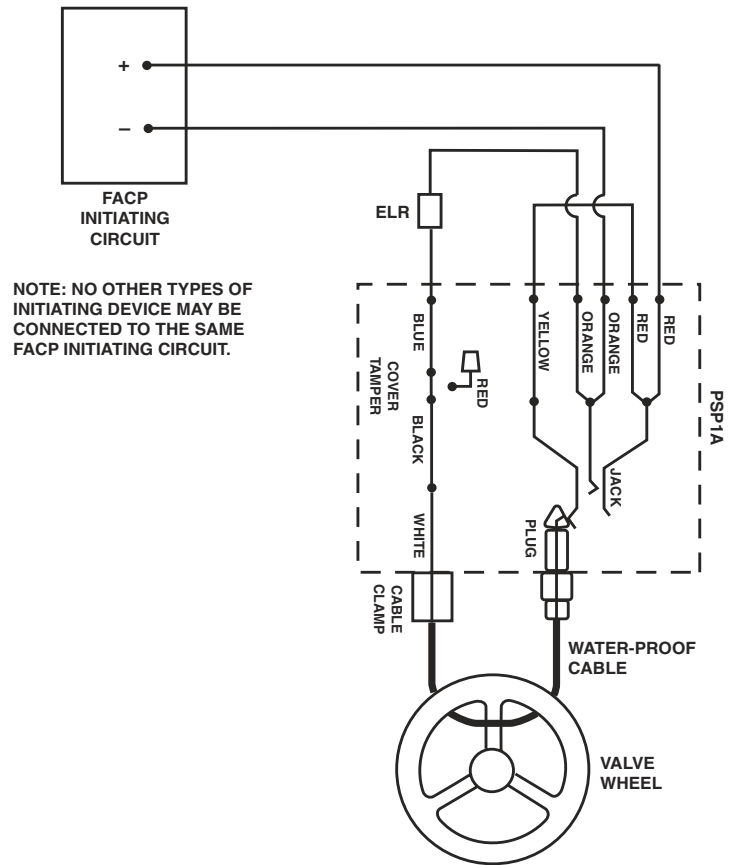 +
–
FACP
INITIATING
CIRCUIT
NOTE: NO OTHER TYPES OF
INITIATING DEVICE MAY BE
CONNECTED TO THE SAME
FACP INITIATING CIRCUIT.
ELR
BLUE
COVER
TAMPER
RED
BLACK
WHITE
YELLOW
ORANGE
ORANGE
RED
RED
PSP1A
JACK
PLUG
CABLE
CLAMP
WATER-PROOF
CABLE
VALVE
WHEEL